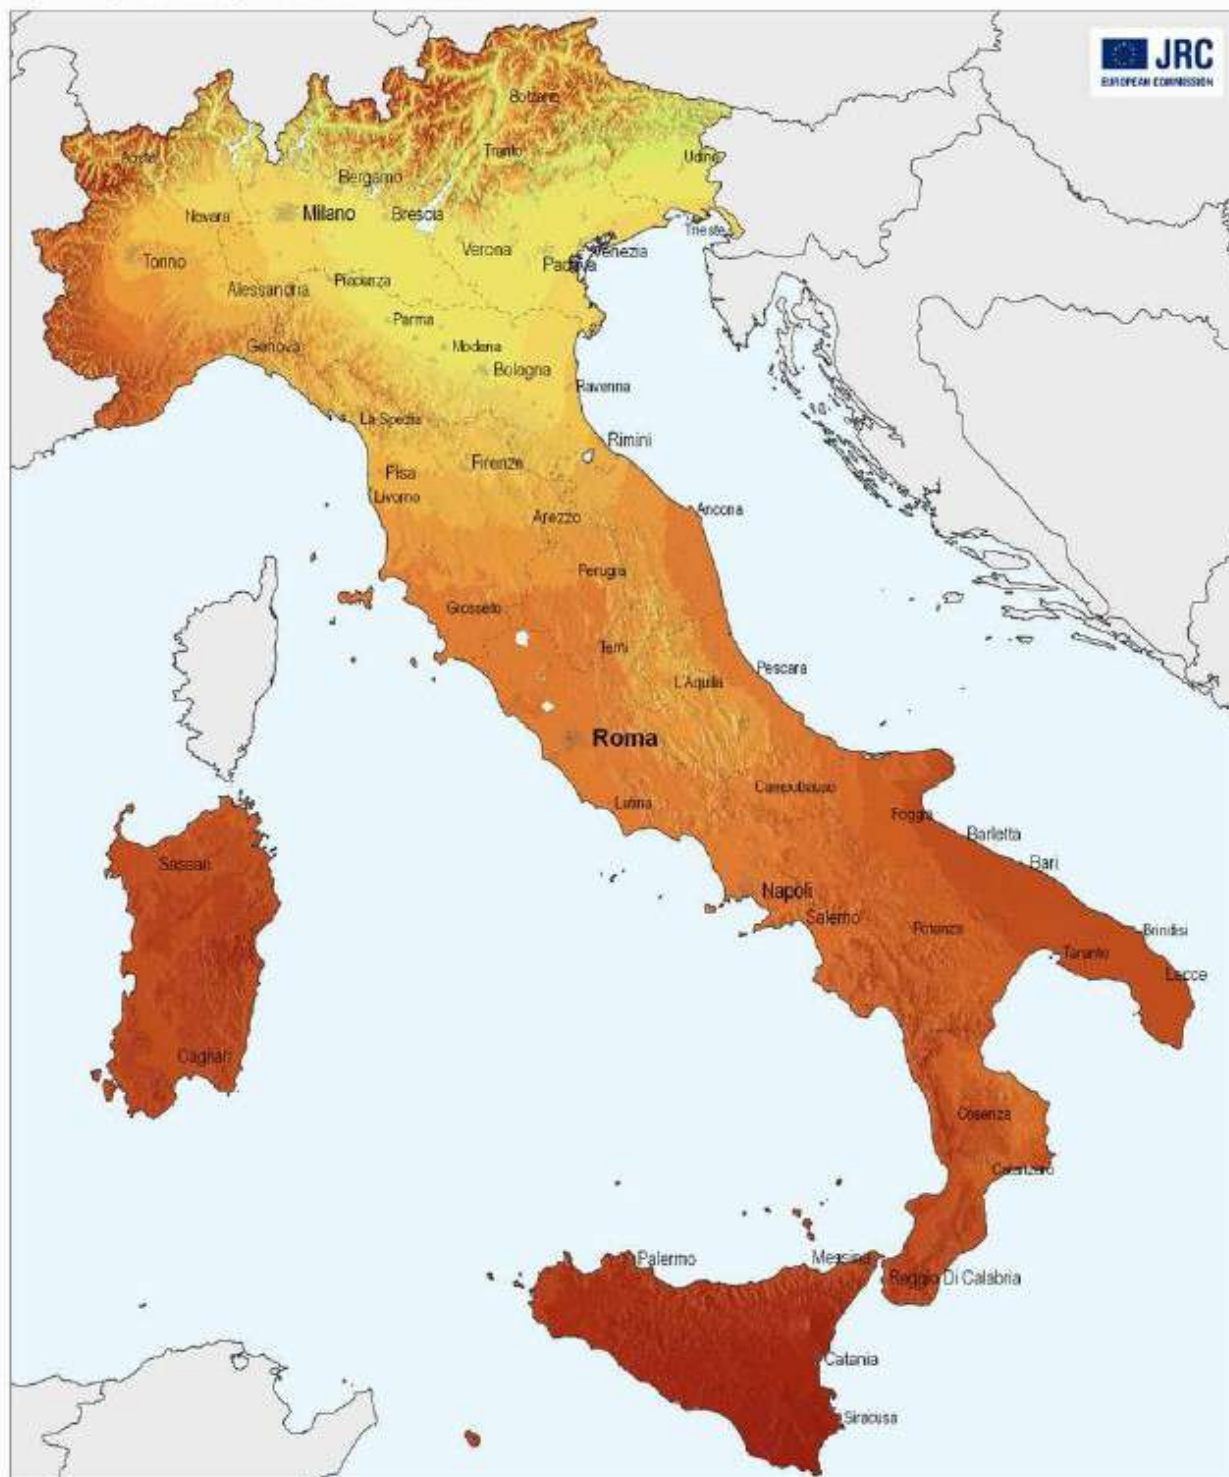 JRC
EUROPEAN COMMISSION
Bolzano
Aosta
Trento
Udine
Bergamo
Novara
Milano
Brescia
Trieste
Verona
Padova
Venezia
Torino
Alessandria
Piacenza
Parma
Genova
Modena
Bologna
Ravenna
La Spezia
Rimini
Pisa
Firenze
Livorno
Arezzo
Ancona
Perugia
Grosseto
Terni
L'Aquila
Pescara
Roma
Latina
Campobasso
Foggia
Barletta
Sassari
Bari
Napoli
Salerno
Potenza
Brindisi
Taranto
Lecce
Cagliari
Cosenza
Catanzaro
Palermo
Messina
Reggio Di Calabria
Catania
Siracusa